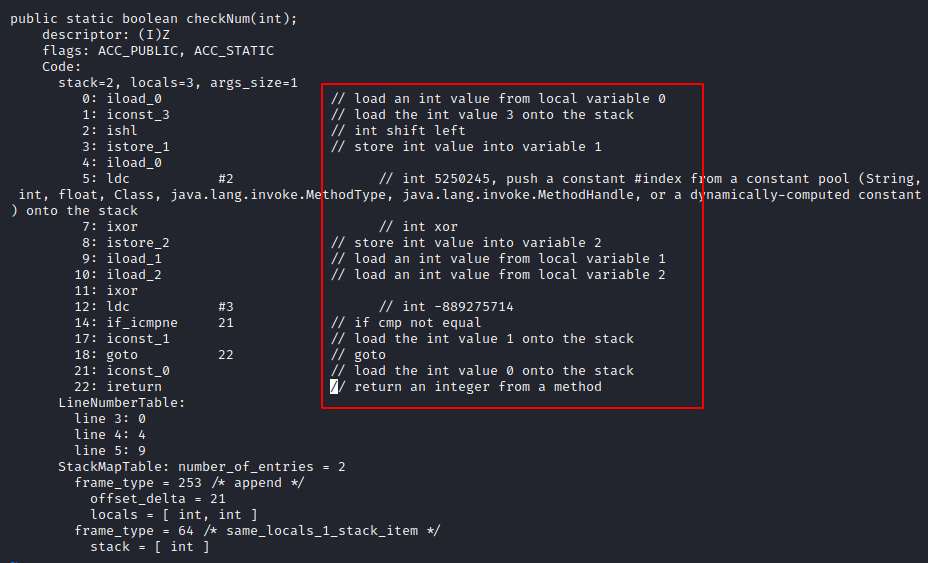 public static boolean checkNum(int);
    descriptor: (I)Z
    flags: ACC_PUBLIC, ACC_STATIC
    Code:
      stack=2, locals=3, args_size=1
         0: iload_0                     // load an int value from local variable 0
         1: iconst_3                    // load the int value 3 onto the stack
         2: ishl                        // int shift left
         3: istore_1                    // store int value into variable 1
         4: iload_0
         5: ldc           #2                  // int 5250245, push a constant #index from a constant pool (String,
 int, float, Class, java.lang.invoke.MethodType, java.lang.invoke.MethodHandle, or a dynamically-computed constant
) onto the stack
         7: ixor                              // int xor
         8: istore_2                    // store int value into variable 2
         9: iload_1                     // load an int value from local variable 1
        10: iload_2                     // load an int value from local variable 2
        11: ixor
        12: ldc           #3                  // int -889275714
        14: if_icmpne     21            // if cmp not equal
        17: iconst_1                    // load the int value 1 onto the stack
        18: goto          22            // goto
        21: iconst_0                    // load the int value 0 onto the stack
        22: ireturn                     // return an integer from a method
      LineNumberTable:
        line 3: 0
        line 4: 4
        line 5: 9
      StackMapTable: number_of_entries = 2
        frame_type = 253 /* append */
          offset_delta = 21
          locals = [ int, int ]
        frame_type = 64 /* same_locals_1_stack_item */
          stack = [ int ]